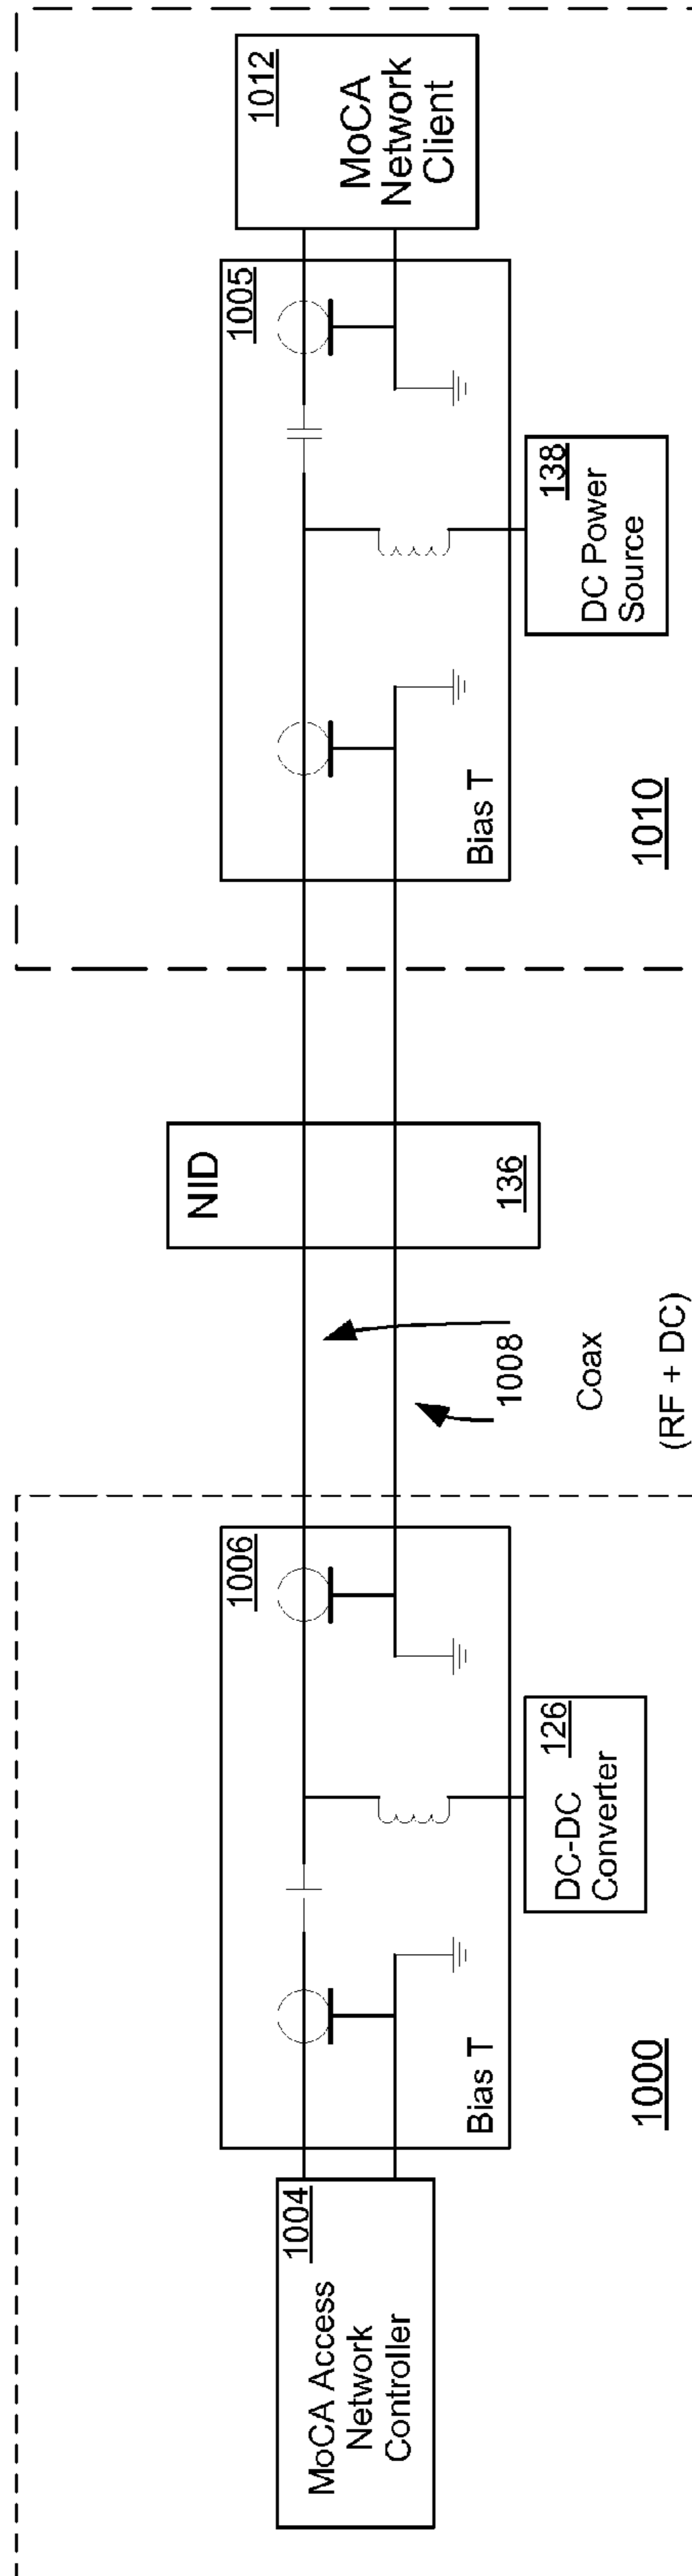 1004
MoCA Access
Network
Controller
1006
Bias T
126
DC-DC
Converter
1000
1008
Coax
(RF + DC)
NID
136
1005
Bias T
138
DC Power
Source
1010
1012
MoCA
Network
Client